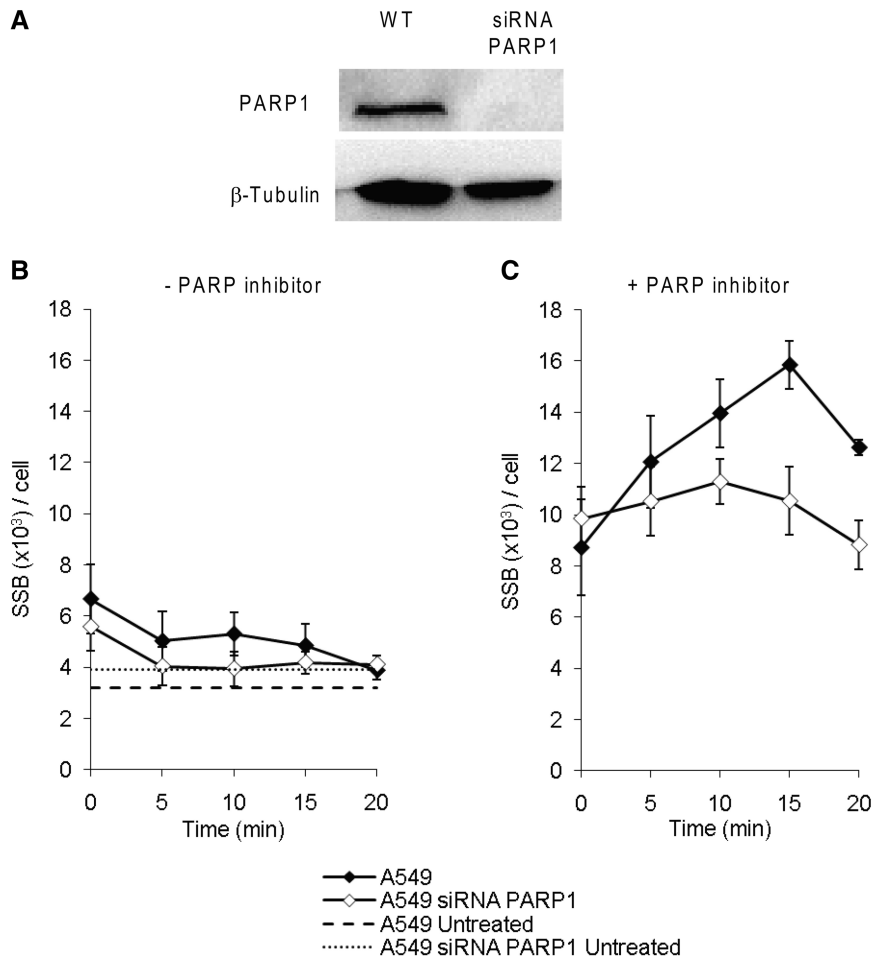 A
WT
siRNA
PARP1
PARP1
β-Tubulin
B
- PARP inhibitor
18
16
14
12
10
8
6
4
2
0
SSB (x10³) / cell
0 5 10 15 20
Time (min)
C
+ PARP inhibitor
18
16
14
12
10
8
6
4
2
0
SSB (x10³) / cell
0 5 10 15 20
Time (min)
A549
A549 siRNA PARP1
A549 Untreated
A549 siRNA PARP1 Untreated